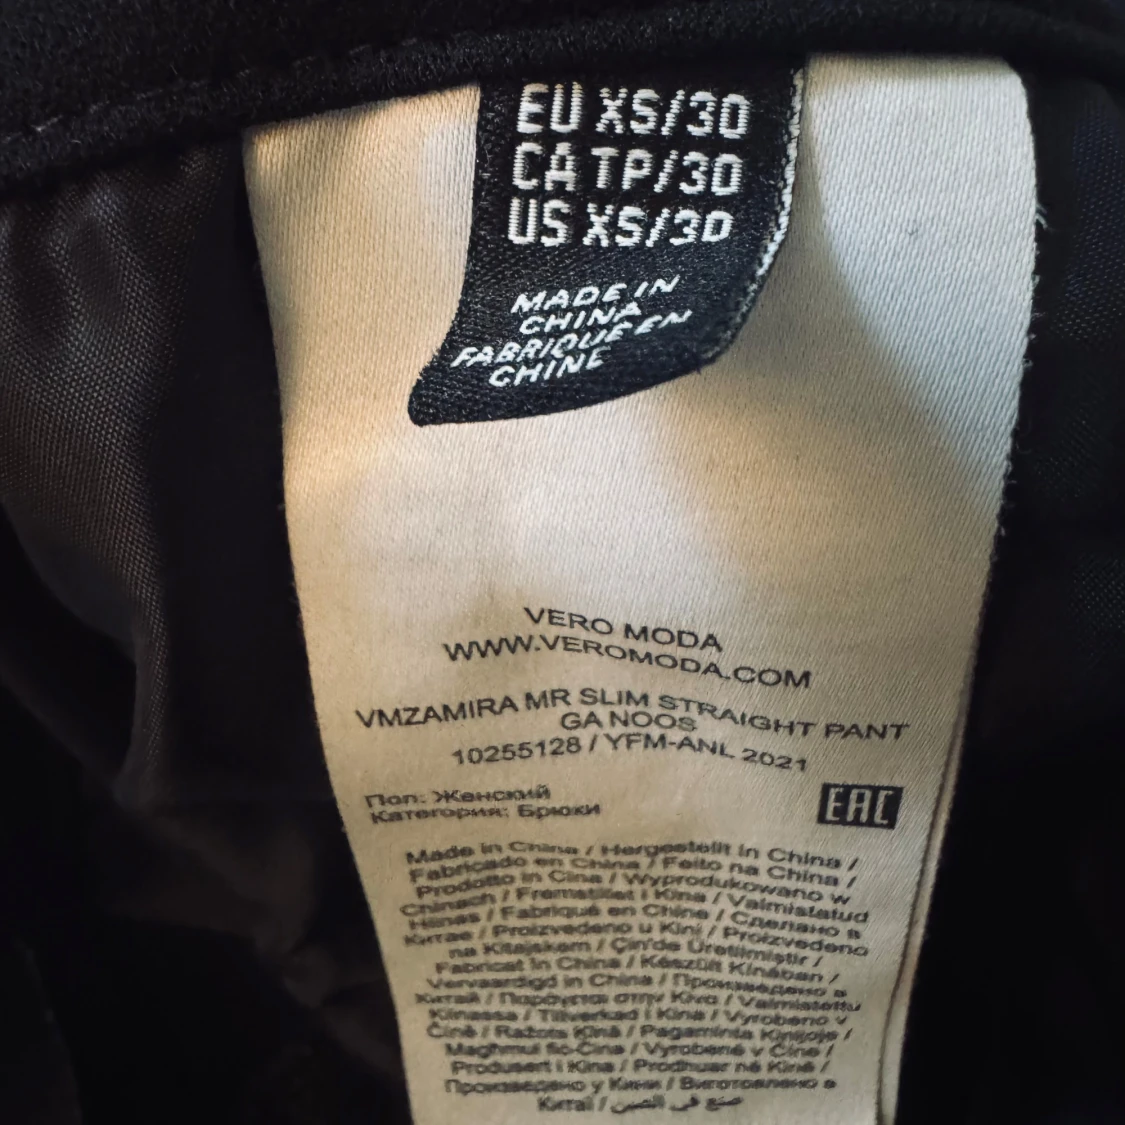 EU XS/30
CA TP/30
US XS/30
MADE IN
CHINA
FABRIQUÉ EN
CHINE
VERO MODA
WWW.VEROMODA.COM
VMZAMIRA MR SLIM STRAIGHT PANT
GA NOOS
10255128 / YFM-ANL 2021
Пол: Женский
Категория: Брюки
EAC
Made in China / Hergestellt in China /
Fabricado en China / Feito na China /
Prodotto in Cina / Wyprodukowano w
Chinach / Fremstillet i Kina / Valmistatud
Hiinas / Fabriqué en Chine / Сделано в
Китае / Proizvedeno u Kini / Proizvedeno
na Kitajskem / Çin'de Üretilmiştir /
Fabricat în China / Készült Kínában /
Vervaardigd in China / Произведено в
Китай / Παράγεται στην Κίνα / Valmistettu
Kiinassa / Tillverkad i Kina / Vyrobeno v
Číně / Ražots Ķīnā / Pagaminta Kinijoje /
Maghmul fic-Cina / Vyrobené v Číne /
Produsert i Kina / Prodhuar në Kinë /
Произведено у Кини / Виготовлено в
Китаї / صنع في الصين